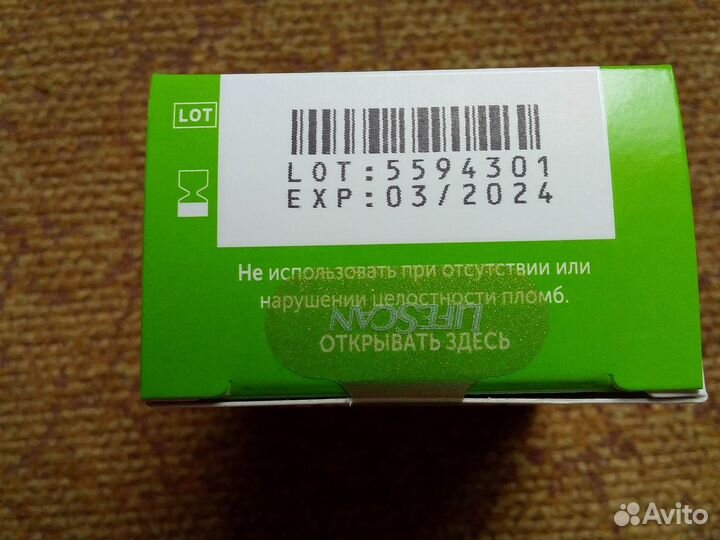 LOT
LOT:5594301
EXP:03/2024
Не использовать при отсутствии или
нарушении целостности пломб.
LIFESCAN
ОТКРЫВАТЬ ЗДЕСЬ
Avito